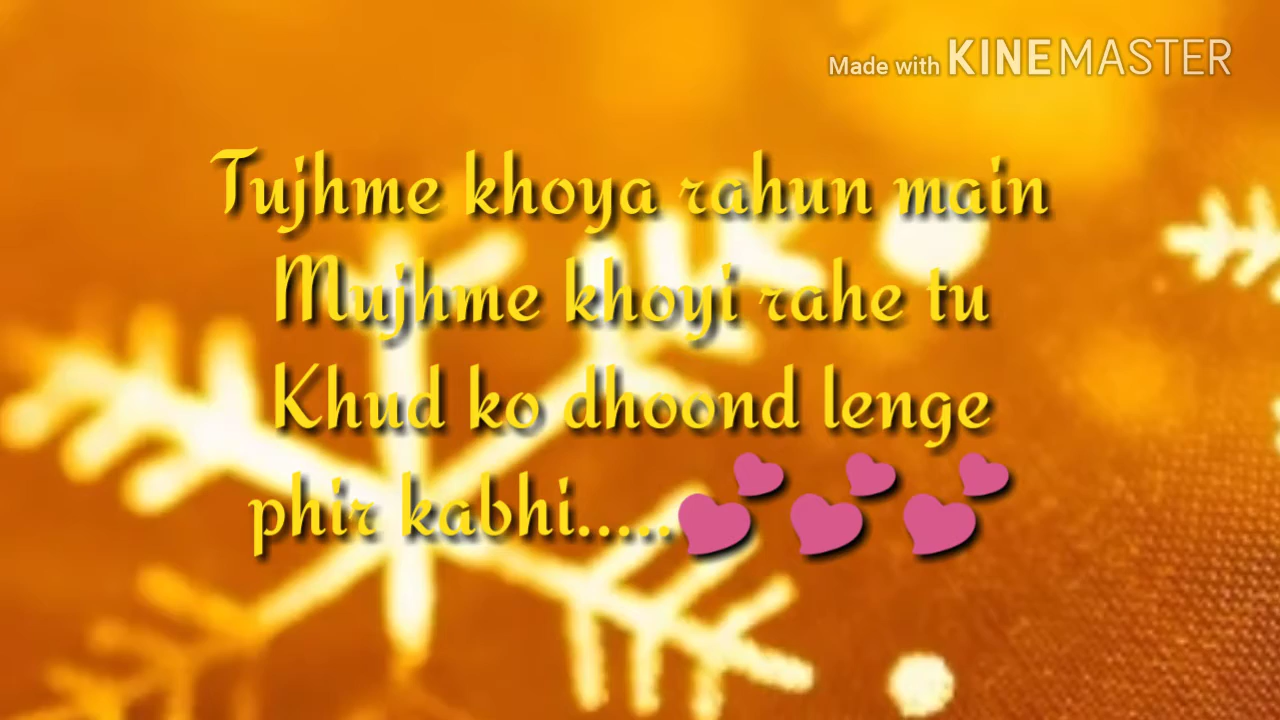 Made with KINEMASTER
Tujhme khoya rahun main
Mujhme khoyi rahe tu
Khud ko dhoond lenge
phir kabhi.....💕💕💕